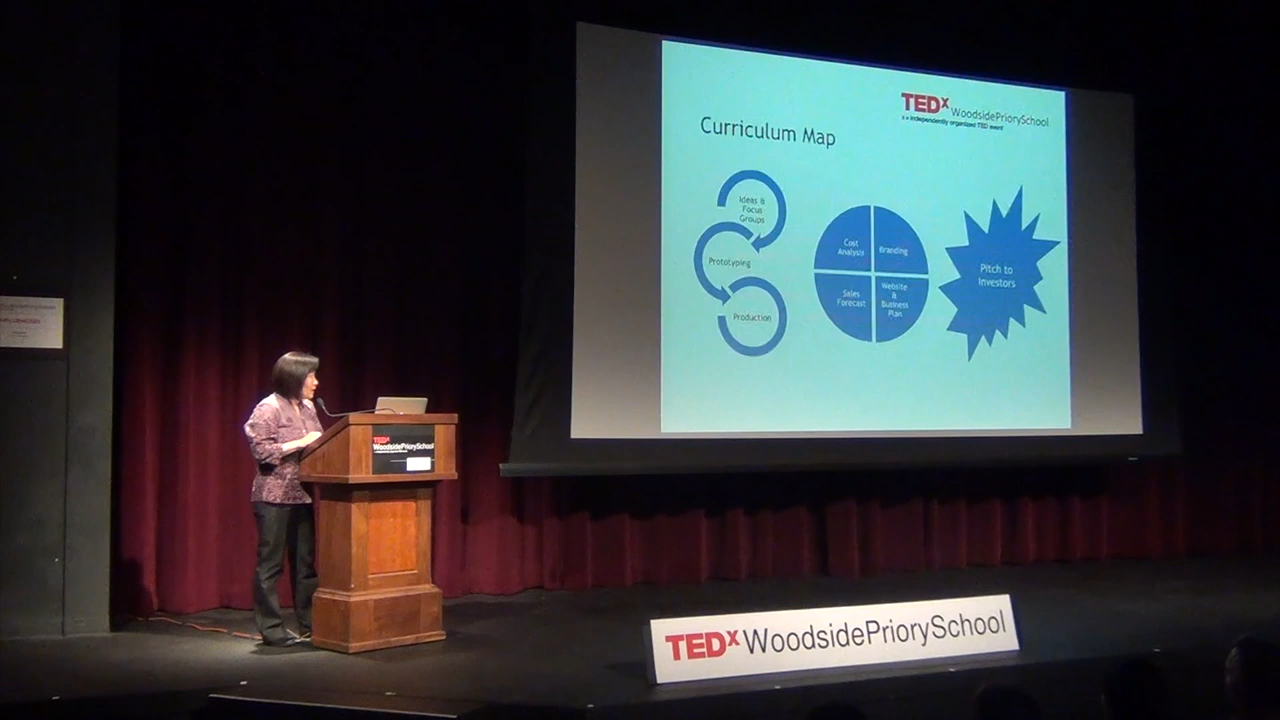 TEDx WoodsidePriorySchool
x = independently organized TED event
Curriculum Map
Ideas &
Focus
Groups
Prototyping
Production
Cost
Analysis
Branding
Sales
Forecast
Website
&
Business
Plan
Pitch to
Investors
TEDx
WoodsidePriorySchool
TEDx WoodsidePriorySchool